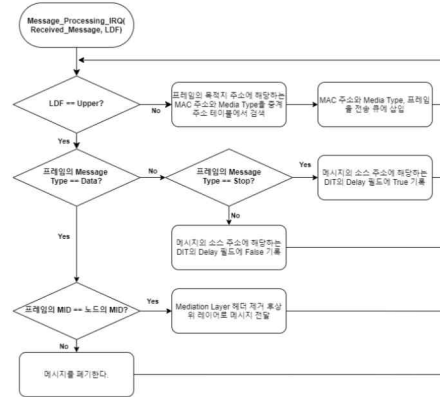 Message_Processing_IRQ(
Received_Message, LDF)
LDF == Upper?
No
프레임의 목적지 주소에 해당하는
MAC 주소와 Media Type을 중계
주소 테이블에서 검색
MAC 주소와 Media Type, 프레임
을 전송 큐에 삽입
Yes
프레임의 Message
Type == Data?
No
프레임의 Message
Type == Stop?
Yes
메시지의 소스 주소에 해당하는
DIT의 Delay 필드에 True 기록
No
메시지의 소스 주소에 해당하는
DIT의 Delay 필드에 False 기록
Yes
프레임의 MID == 노드의 MID?
Yes
Mediation Layer 헤더 제거 후상
위 레이어로 메시지 전달
No
메시지를 폐기한다.